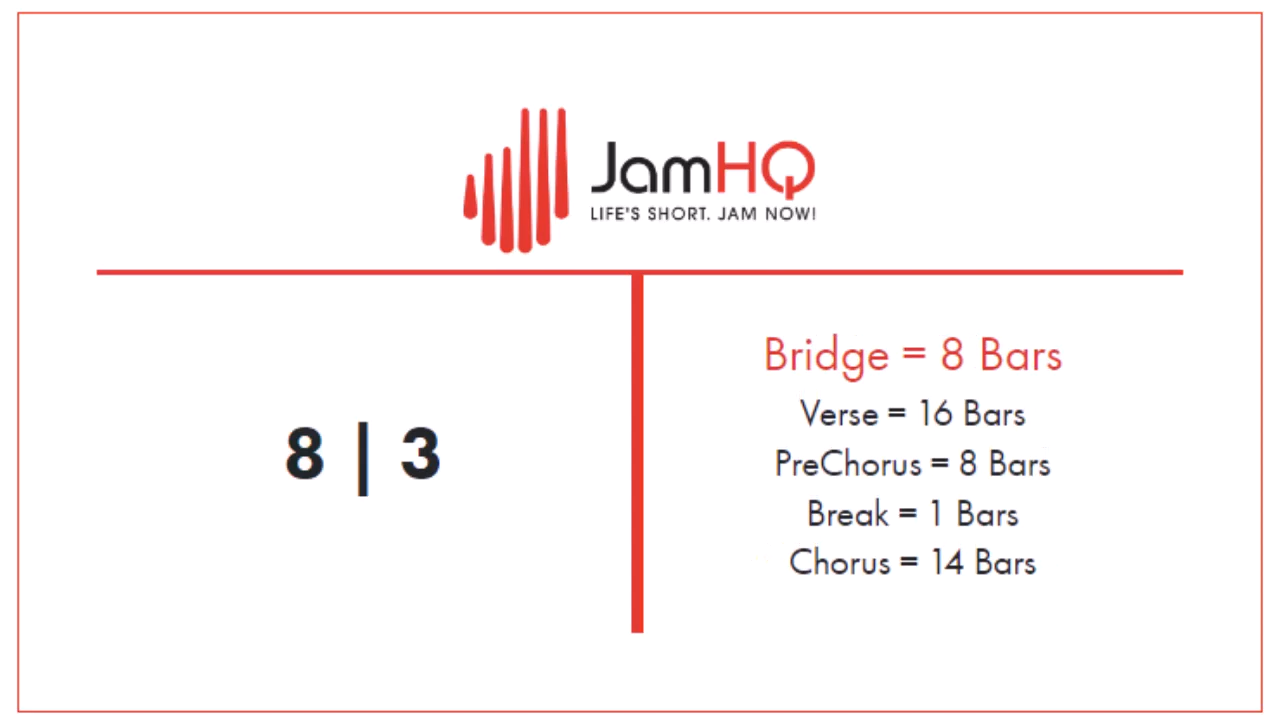 JamHQ
LIFE'S SHORT. JAM NOW!
8 | 3
Bridge = 8 Bars
Verse = 16 Bars
PreChorus = 8 Bars
Break = 1 Bars
Chorus = 14 Bars